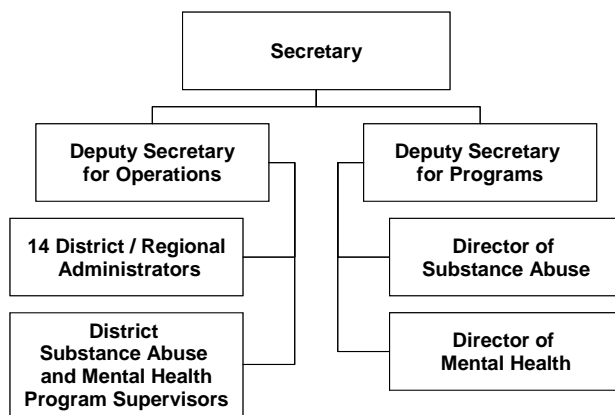 Secretary
Deputy Secretary
for Operations
Deputy Secretary
for Programs
14 District / Regional
Administrators
Director of
Substance Abuse
District
Substance Abuse
and Mental Health
Program Supervisors
Director of
Mental Health